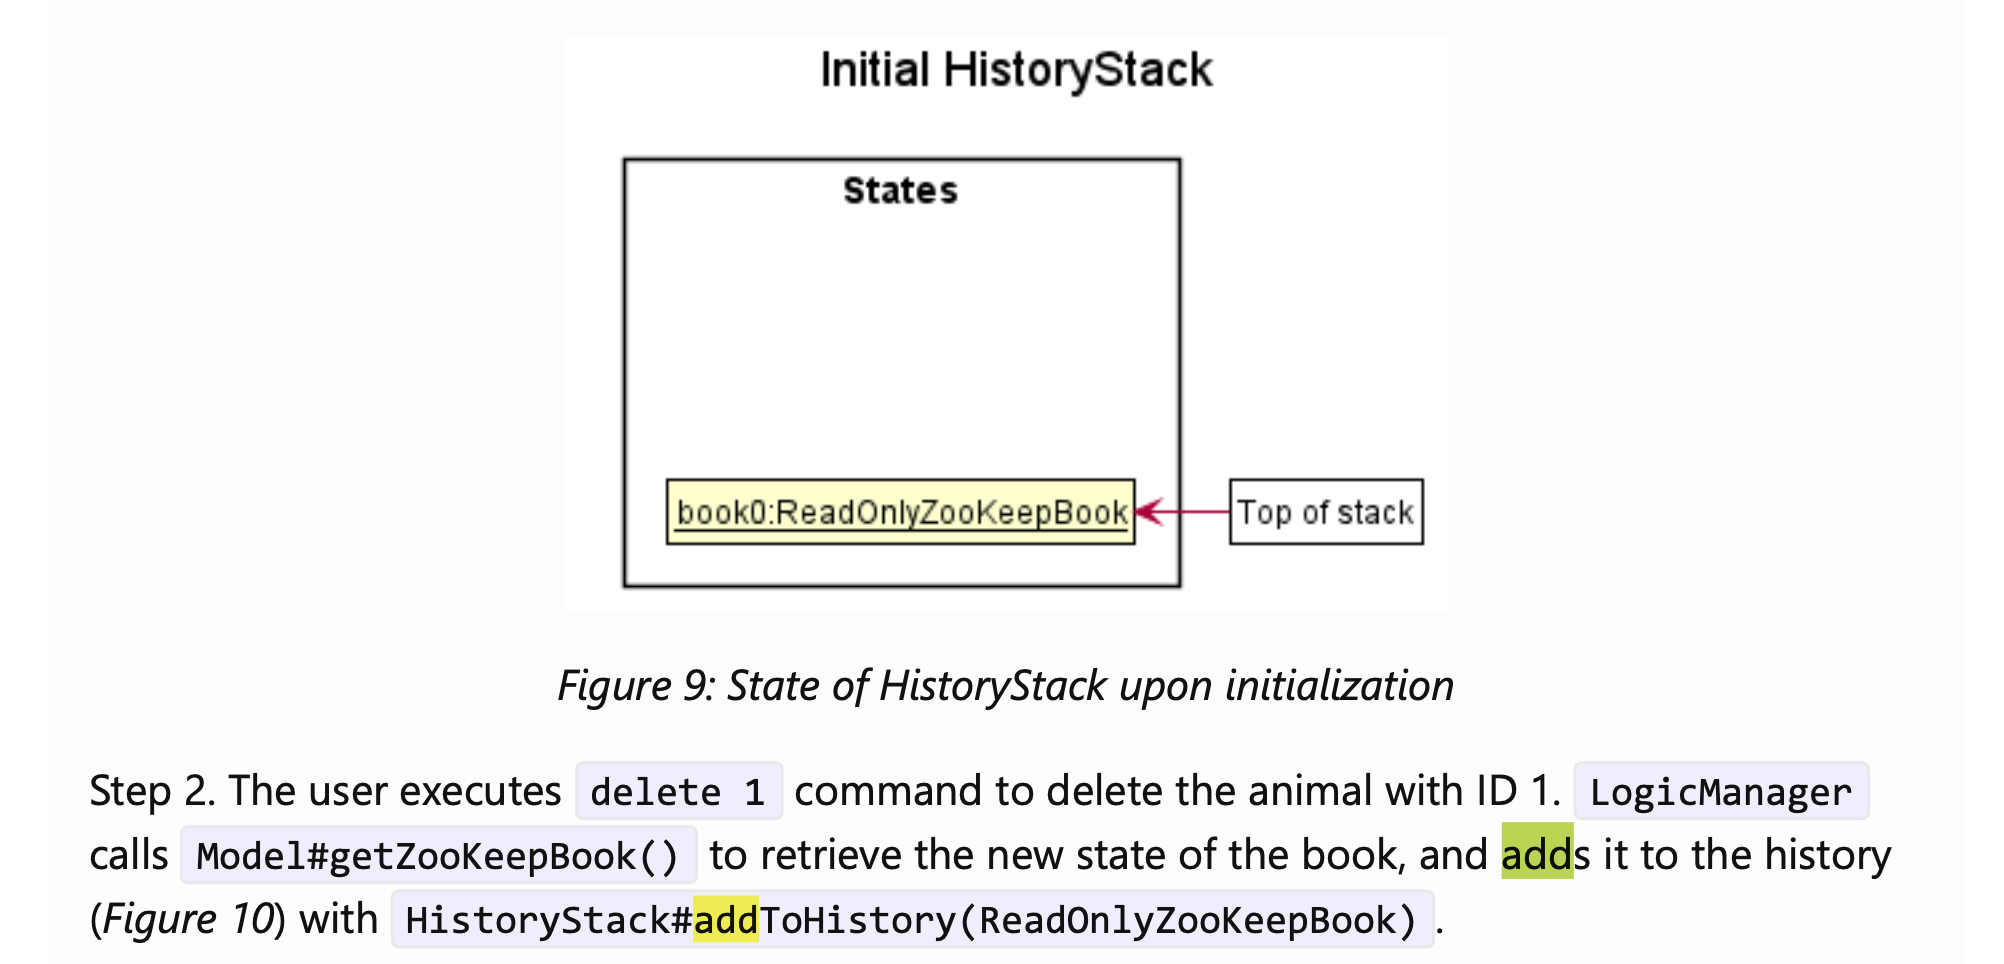 Initial HistoryStack
States
book0:ReadOnlyZooKeepBook
Top of stack
Figure 9: State of HistoryStack upon initialization
Step 2. The user executes delete 1 command to delete the animal with ID 1. LogicManager
calls Model#getZooKeepBook() to retrieve the new state of the book, and adds it to the history
(Figure 10) with HistoryStack#addToHistory(ReadOnlyZooKeepBook).